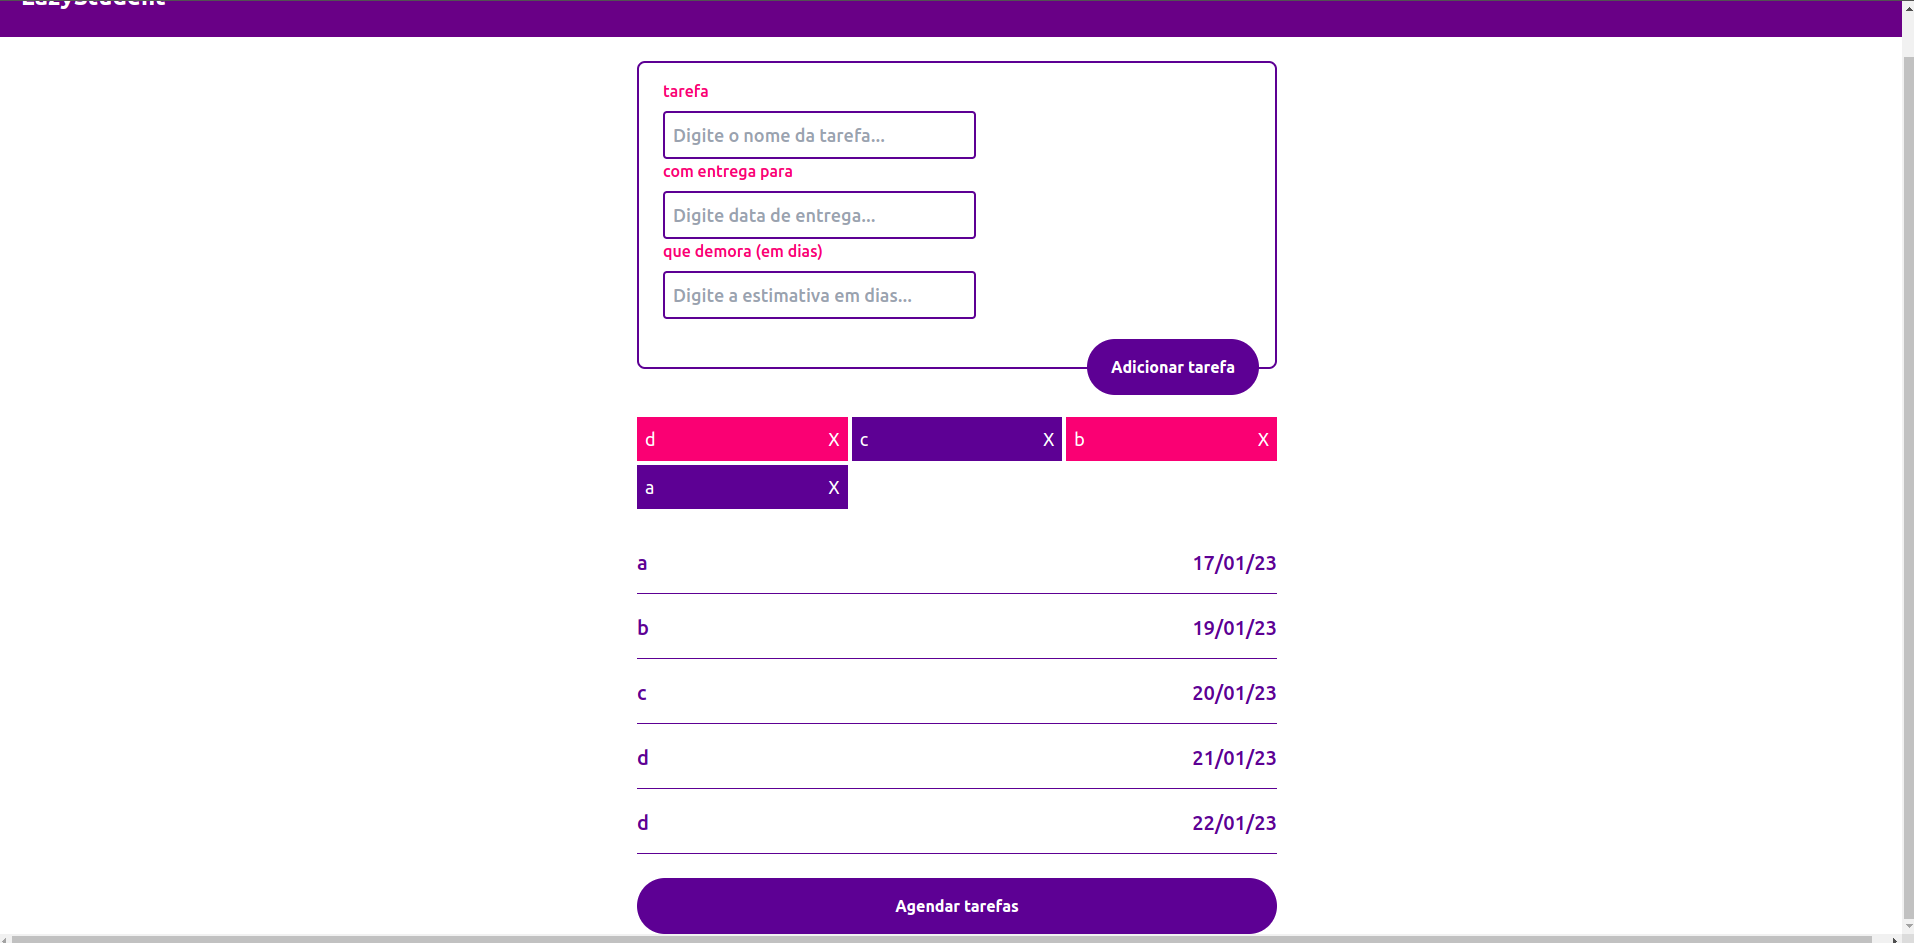 LazyStudent
tarefa
Digite o nome da tarefa...
com entrega para
Digite data de entrega...
que demora (em dias)
Digite a estimativa em dias...
Adicionar tarefa
d X c X b X
a X
a 17/01/23
b 19/01/23
c 20/01/23
d 21/01/23
d 22/01/23
Agendar tarefas